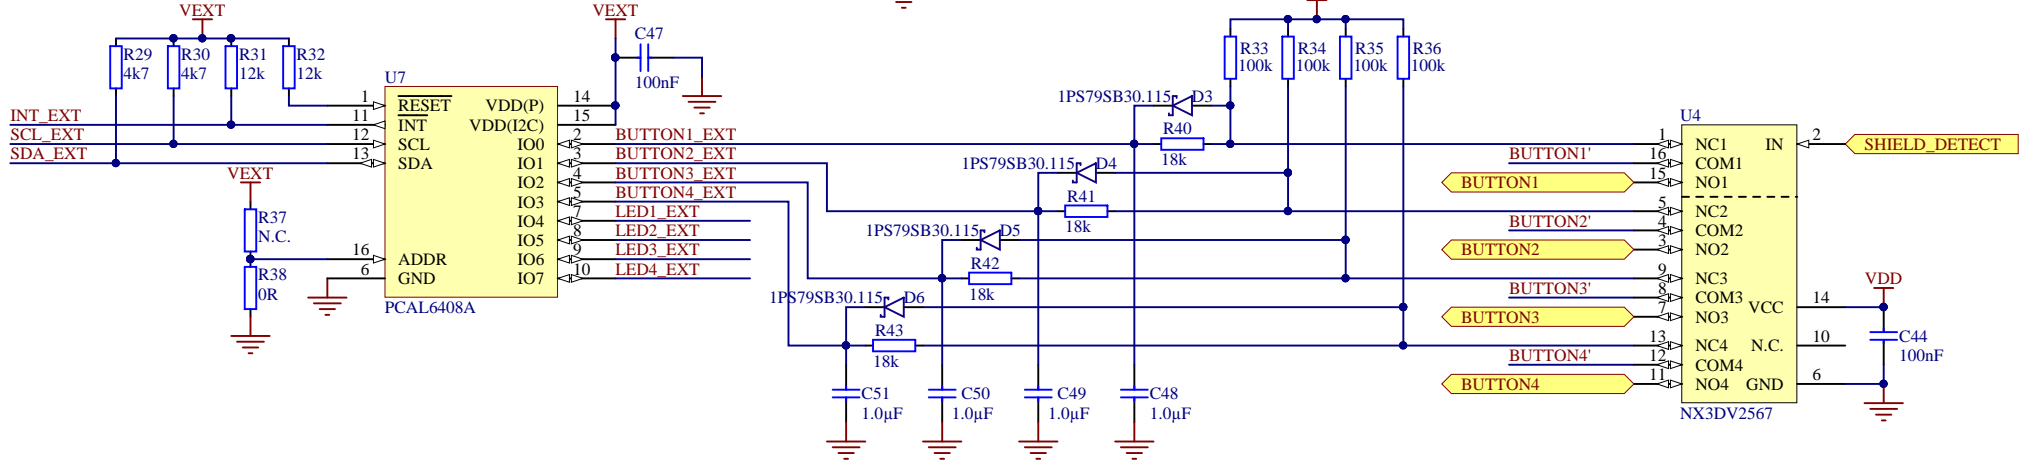 VEXT
R29
4k7
R30
4k7
R31
12k
R32
12k
INT_EXT
SCL_EXT
SDA_EXT
1
11
12
13
VEXT
R37
N.C.
R38
0R
16
6
U7
RESET
INT
SCL
SDA
ADDR
GND
VDD(P)
VDD(I2C)
IO0
IO1
IO2
IO3
IO4
IO5
IO6
IO7
PCAL6408A
14
15
2
3
4
5
7
8
9
10
VEXT
C47
100nF
BUTTON1_EXT
BUTTON2_EXT
BUTTON3_EXT
BUTTON4_EXT
LED1_EXT
LED2_EXT
LED3_EXT
LED4_EXT
R33
100k
R34
100k
R35
100k
R36
100k
1PS79SB30.115 D3
R40
18k
1PS79SB30.115 D4
R41
18k
1PS79SB30.115 D5
R42
18k
1PS79SB30.115 D6
R43
18k
C51
1.0µF
C50
1.0µF
C49
1.0µF
C48
1.0µF
BUTTON1'
BUTTON1
BUTTON2'
BUTTON2
BUTTON3'
BUTTON3
BUTTON4'
BUTTON4
1
16
15
5
4
3
9
8
7
13
12
11
U4
NC1
COM1
NO1
NC2
COM2
NO2
NC3
COM3
NO3
NC4
COM4
NO4
IN
VCC
N.C.
GND
NX3DV2567
2
14
10
6
SHIELD_DETECT
VDD
C44
100nF